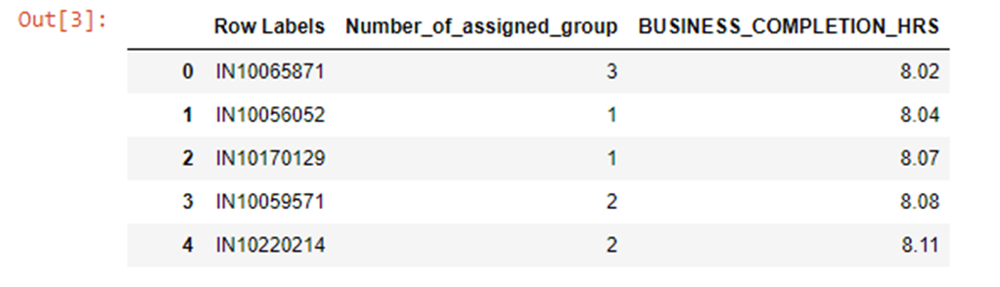 Out[3]:
Row Labels Number_of_assigned_group BUSINESS_COMPLETION_HRS
0 IN10065871 3 8.02
1 IN10056052 1 8.04
2 IN10170129 1 8.07
3 IN10059571 2 8.08
4 IN10220214 2 8.11